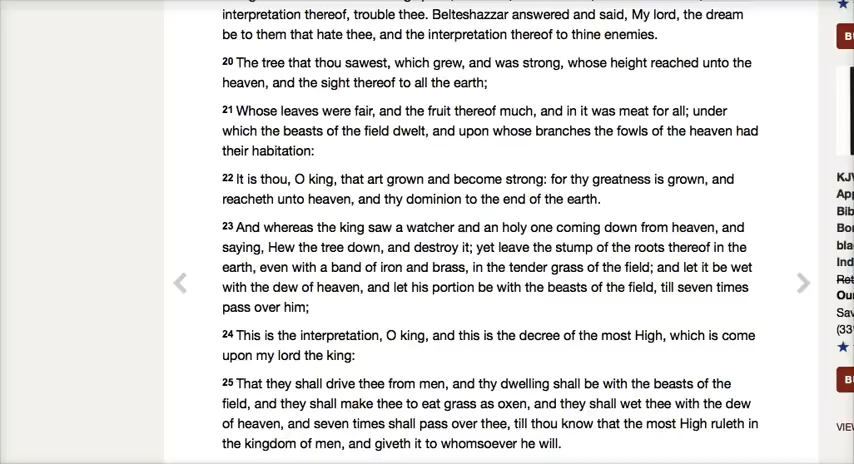 interpretation thereof, trouble thee. Belteshazzar answered and said, My lord, the dream
be to them that hate thee, and the interpretation thereof to thine enemies.
20 The tree that thou sawest, which grew, and was strong, whose height reached unto the
heaven, and the sight thereof to all the earth;
21 Whose leaves were fair, and the fruit thereof much, and in it was meat for all; under
which the beasts of the field dwelt, and upon whose branches the fowls of the heaven had
their habitation:
22 It is thou, O king, that art grown and become strong: for thy greatness is grown, and
reacheth unto heaven, and thy dominion to the end of the earth.
23 And whereas the king saw a watcher and an holy one coming down from heaven, and
saying, Hew the tree down, and destroy it; yet leave the stump of the roots thereof in the
earth, even with a band of iron and brass, in the tender grass of the field; and let it be wet
with the dew of heaven, and let his portion be with the beasts of the field, till seven times
pass over him;
24 This is the interpretation, O king, and this is the decree of the most High, which is come
upon my lord the king:
25 That they shall drive thee from men, and thy dwelling shall be with the beasts of the
field, and they shall make thee to eat grass as oxen, and they shall wet thee with the dew
of heaven, and seven times shall pass over thee, till thou know that the most High ruleth in
the kingdom of men, and giveth it to whomsoever he will.
B
KJV
App
Bib
Bor
bla
Ind
Ret
Our
Sav
(33
B
VIEW